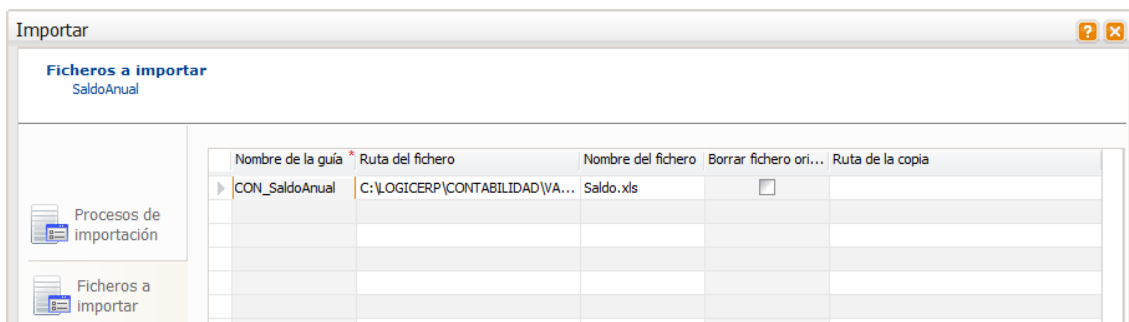 Importar
Ficheros a importar
SaldoAnual
Nombre de la guía * Ruta del fichero Nombre del fichero Borrar fichero ori... Ruta de la copia
CON_SaldoAnual C:\LOGICERP\CONTABILIDAD\VA... Saldo.xls
Procesos de
importación
Ficheros a
importar